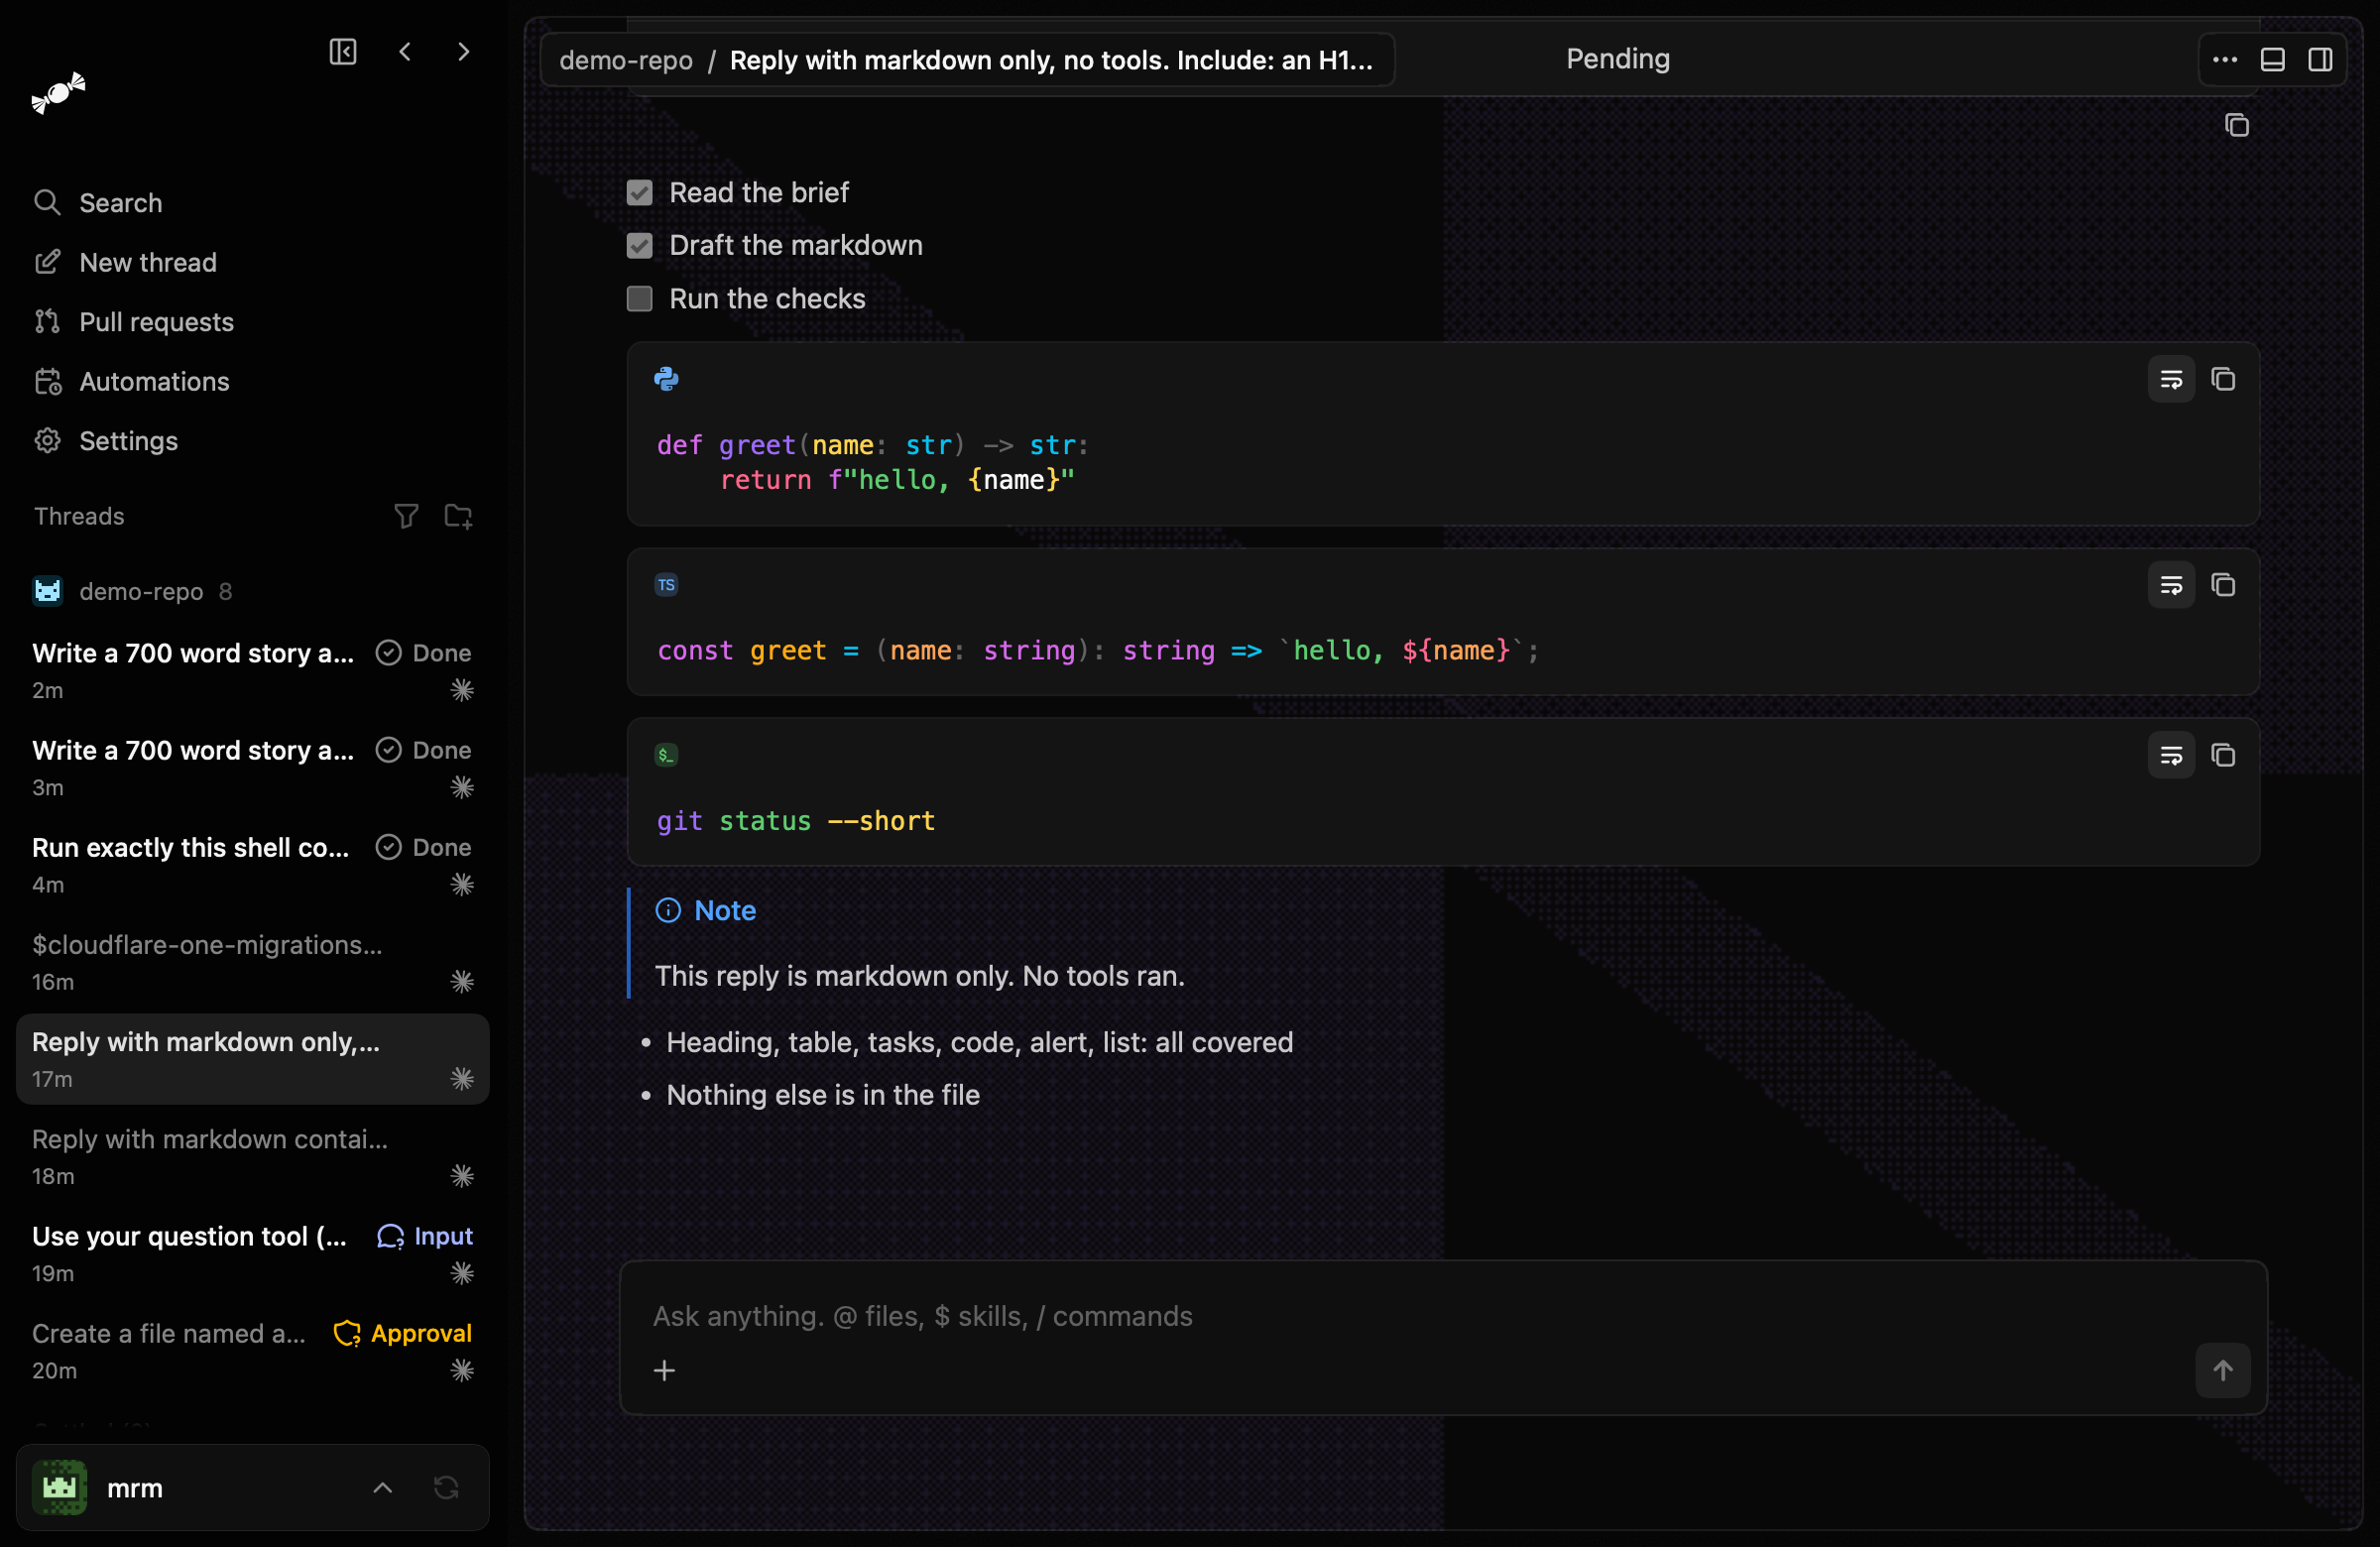 Search
New thread
Pull requests
Automations
Settings
Threads
demo-repo 8
Write a 700 word story a... Done
2m
Write a 700 word story a... Done
3m
Run exactly this shell co... Done
4m
$cloudflare-one-migrations...
16m
Reply with markdown only,...
17m
Reply with markdown contai...
18m
Use your question tool (... Input
19m
Create a file named a... Approval
20m
mrm
demo-repo / Reply with markdown only, no tools. Include: an H1...
Pending
Read the brief
Draft the markdown
Run the checks
def greet(name: str) -> str:
    return f"hello, {name}"
TS
const greet = (name: string): string => `hello, ${name}`;
$_
git status --short
Note
This reply is markdown only. No tools ran.
• Heading, table, tasks, code, alert, list: all covered
• Nothing else is in the file
Ask anything. @ files, $ skills, / commands